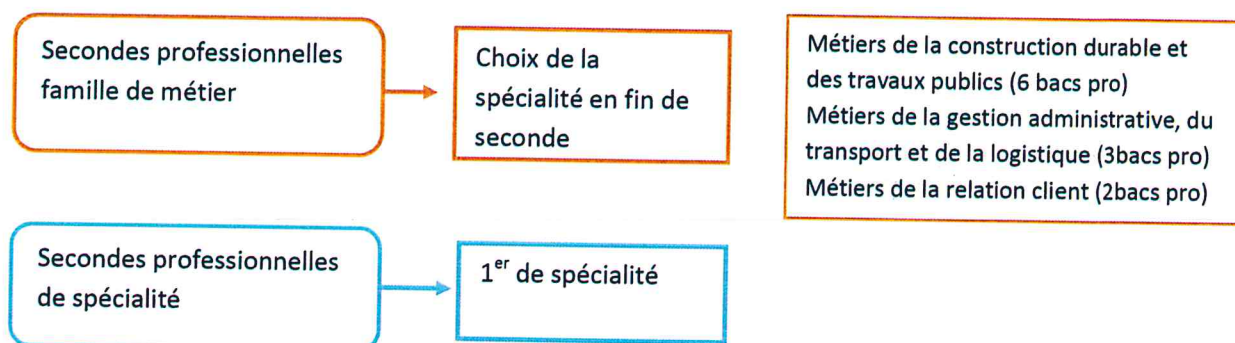 Secondes professionnelles
famille de métier
Choix de la
spécialité en fin de
seconde
Métiers de la construction durable et
des travaux publics (6 bacs pro)
Métiers de la gestion administrative, du
transport et de la logistique (3bacs pro)
Métiers de la relation client (2bacs pro)
Secondes professionnelles
de spécialité
1er de spécialité